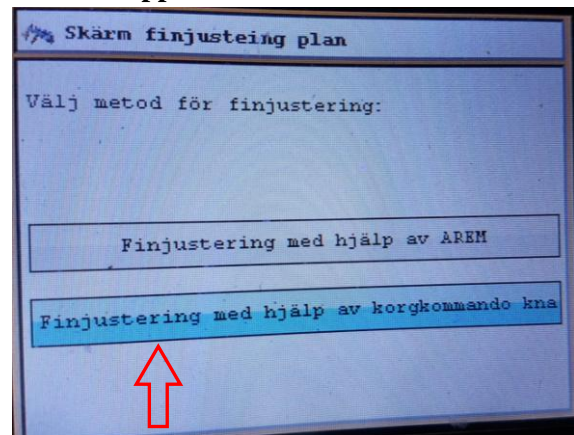 Skärm finjusteing plan
Välj metod för finjustering:
Finjustering med hjälp av AREM
Finjustering med hjälp av korgkommando kna